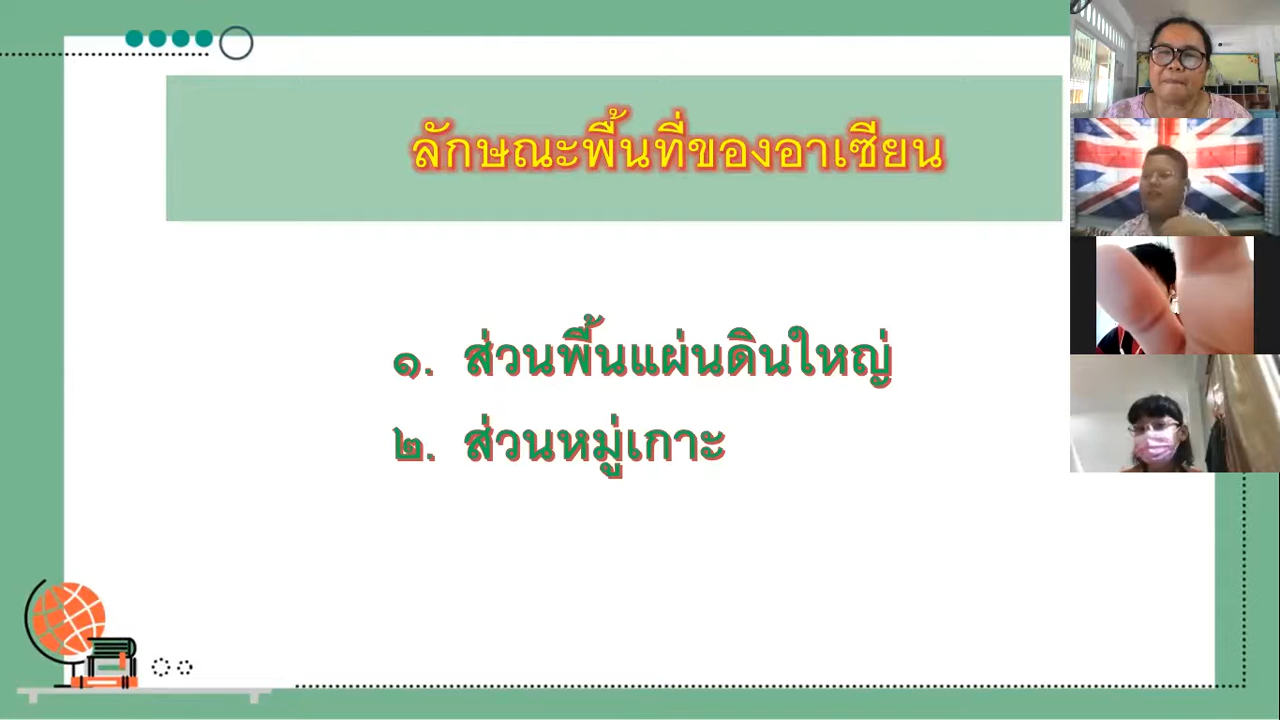 ลักษณะพื้นที่ของอาเซียน
๑. ส่วนพื้นแผ่นดินใหญ่
๒. ส่วนหมู่เกาะ